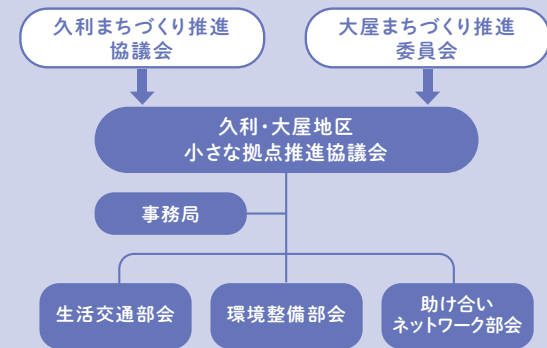 久利まちづくり推進
協議会
大屋まちづくり推進
委員会
久利・大屋地区
小さな拠点推進協議会
事務局
生活交通部会
環境整備部会
助け合い
ネットワーク部会